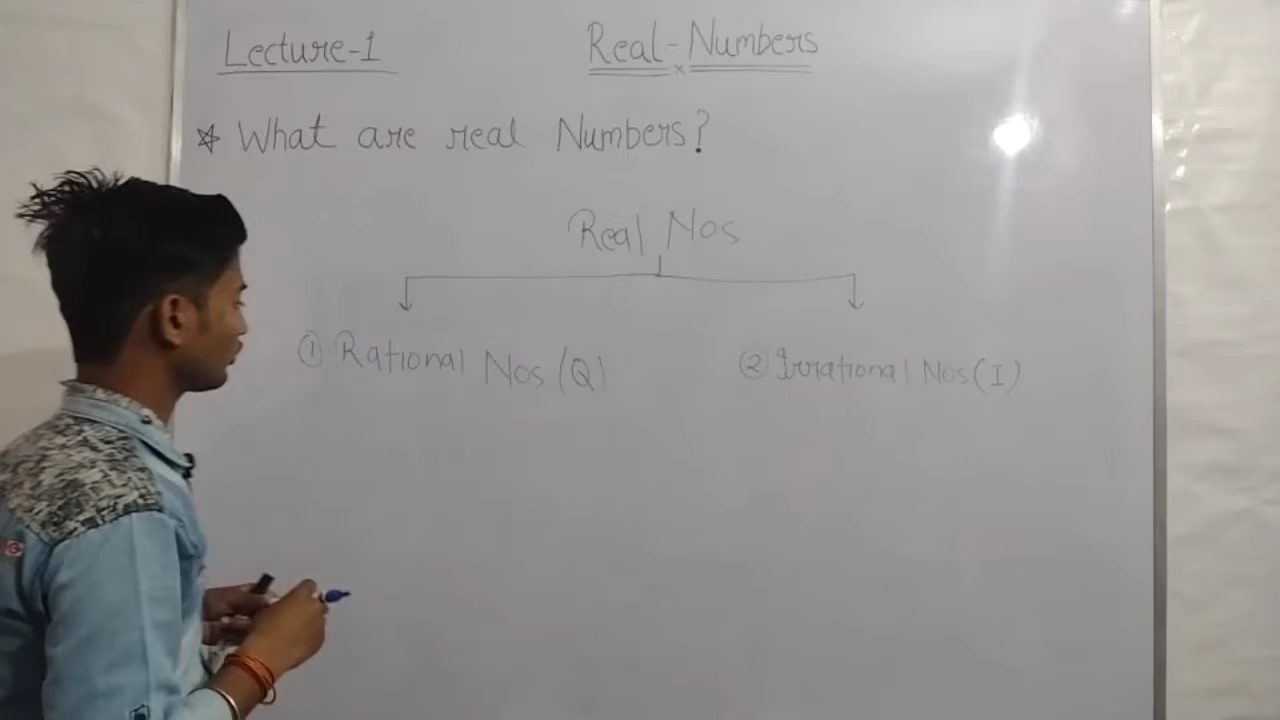 Lecture-1
Real-Numbers
☆ What are real Numbers?
Real Nos
① Rational Nos (Q)
② Irrational Nos (I)